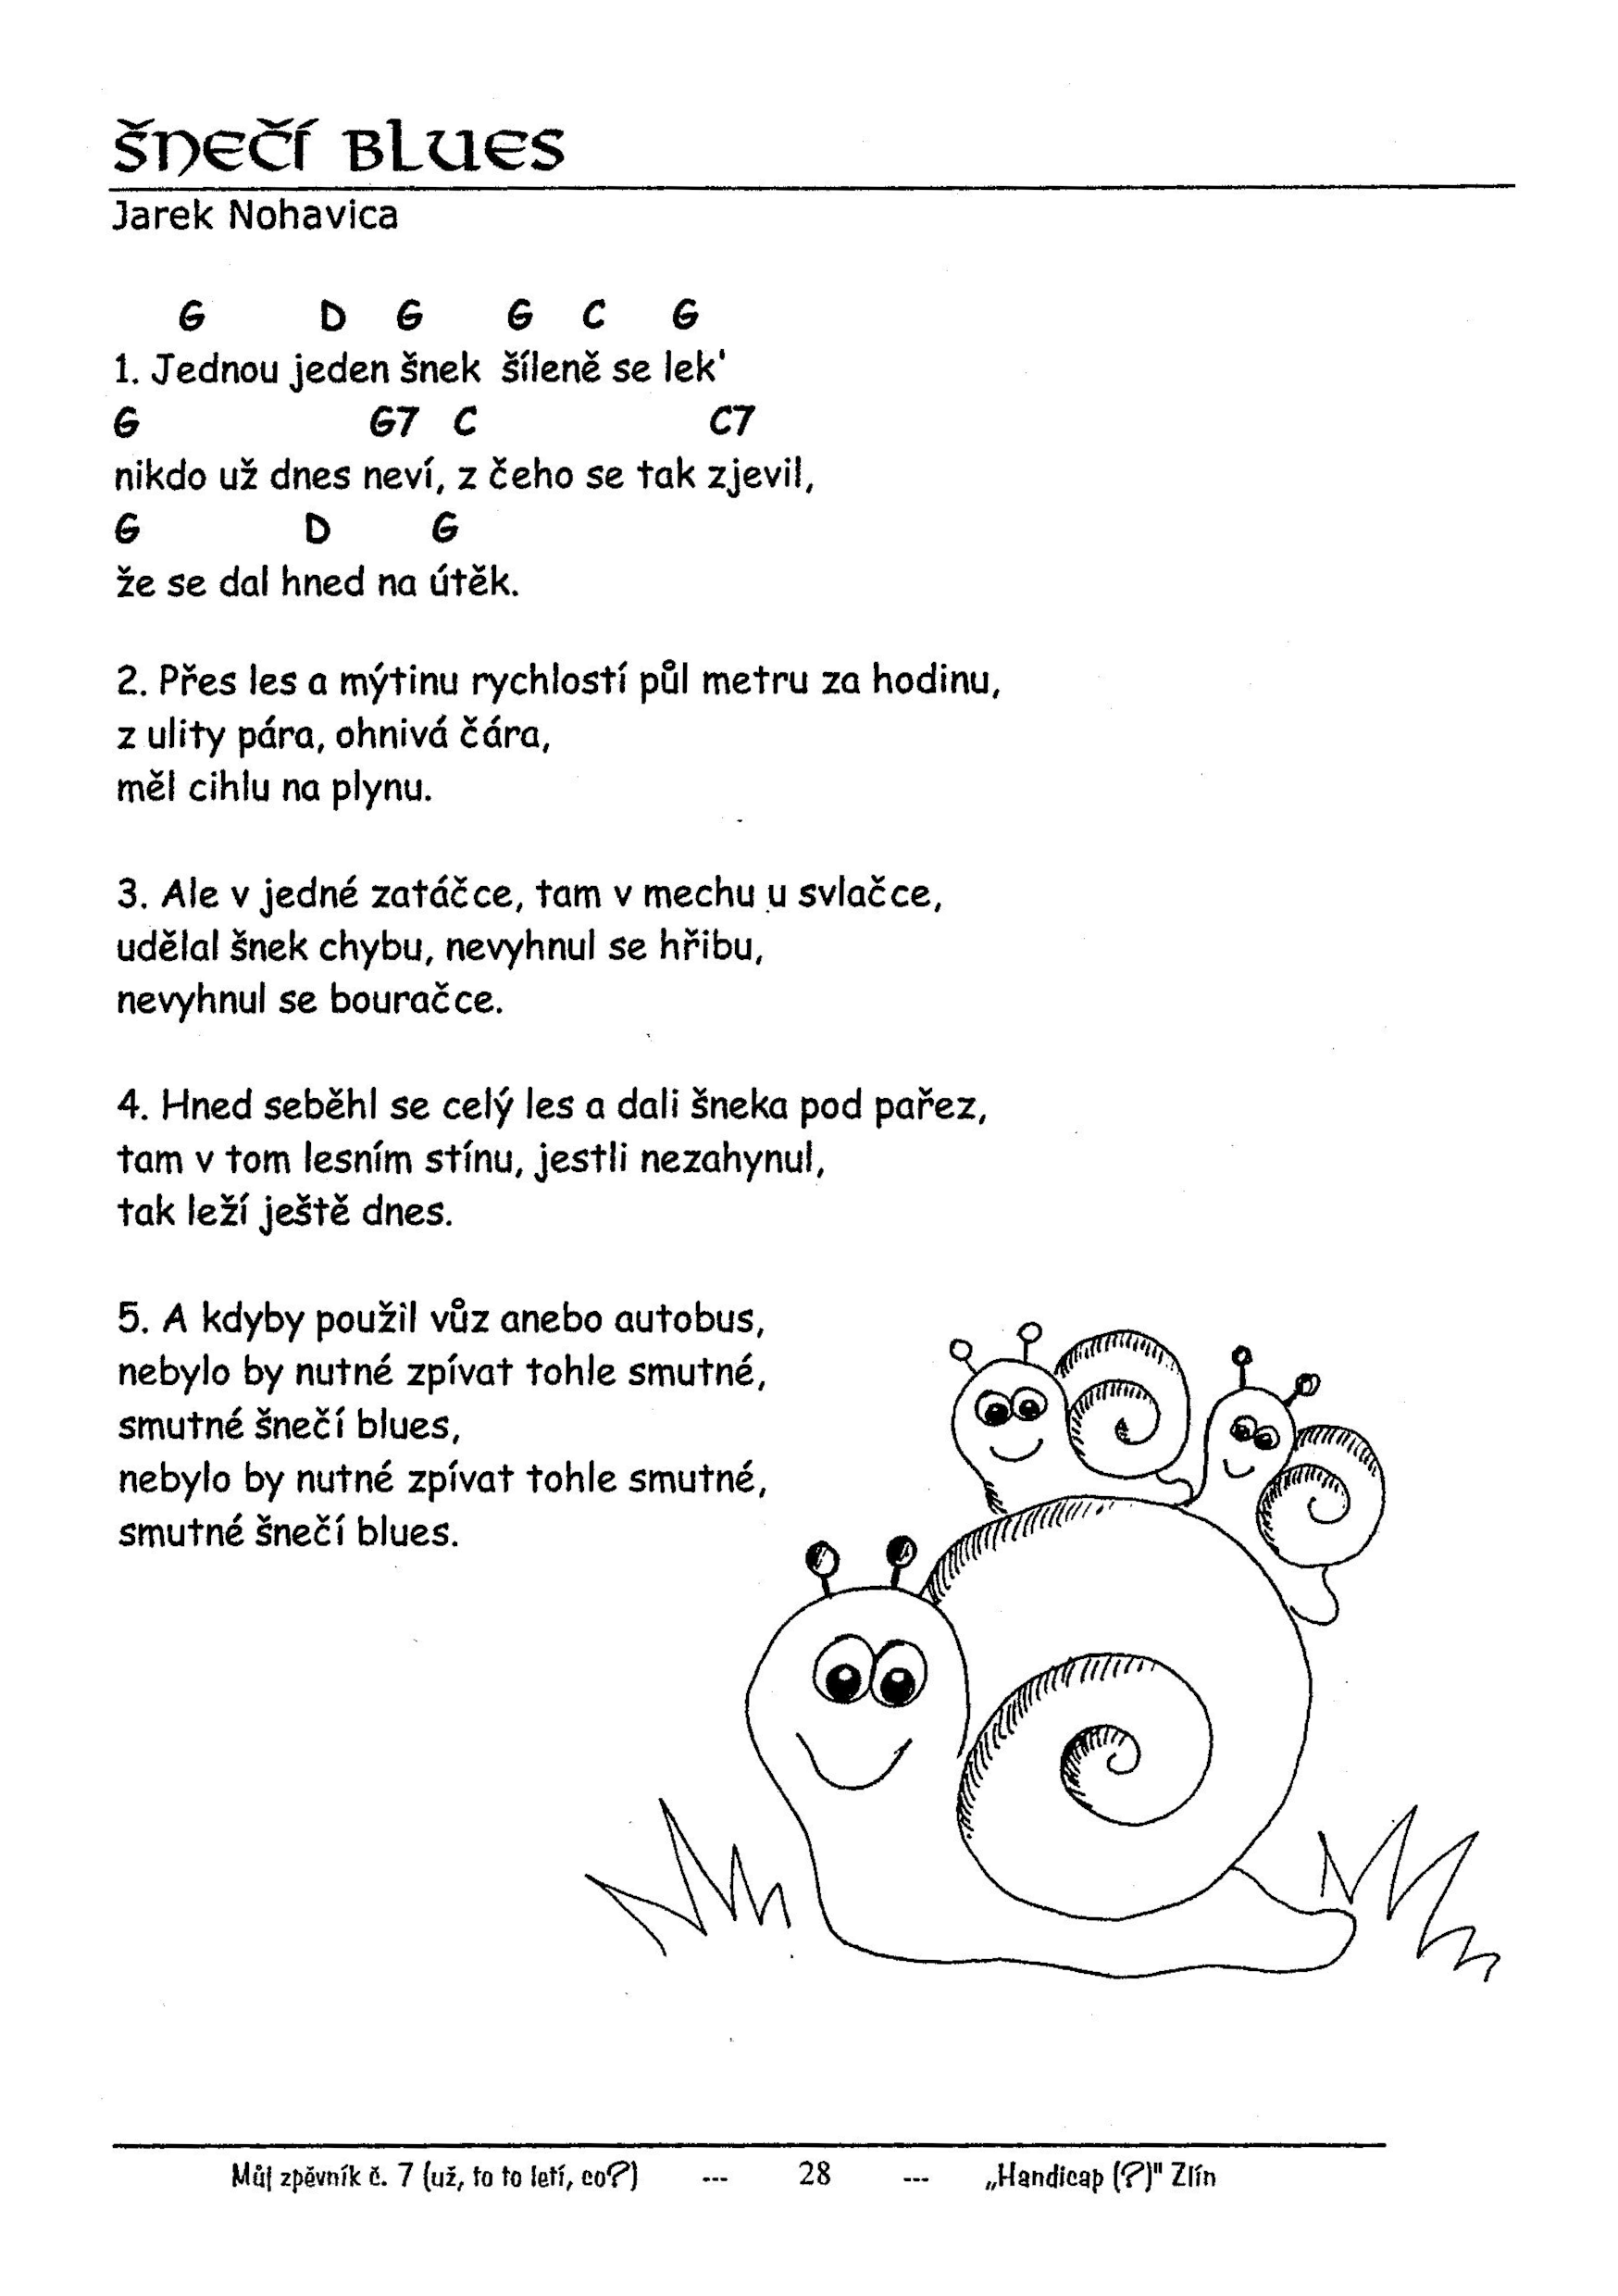 šnečí blues
Jarek Nohavica
G D G G C G
1. Jednou jeden šnek šíleně se lek'
G G7 C C7
nikdo už dnes neví, z čeho se tak zjevil,
G D G
že se dal hned na útěk.
2. Přes les a mýtinu rychlostí půl metru za hodinu,
z ulity pára, ohnivá čára,
měl cihlu na plynu.
3. Ale v jedné zatáčce, tam v mechu u svlačce,
udělal šnek chybu, nevyhnul se hřibu,
nevyhnul se bouračce.
4. Hned seběhl se celý les a dali šneka pod pařez,
tam v tom lesním stínu, jestli nezahynul,
tak leží ještě dnes.
5. A kdyby použil vůz anebo autobus,
nebylo by nutné zpívat tohle smutné,
smutné šnečí blues,
nebylo by nutné zpívat tohle smutné,
smutné šnečí blues.
Můj zpěvník č. 7 (už, to to letí, co?) --- 28 --- „Handicap (?)" Zlín